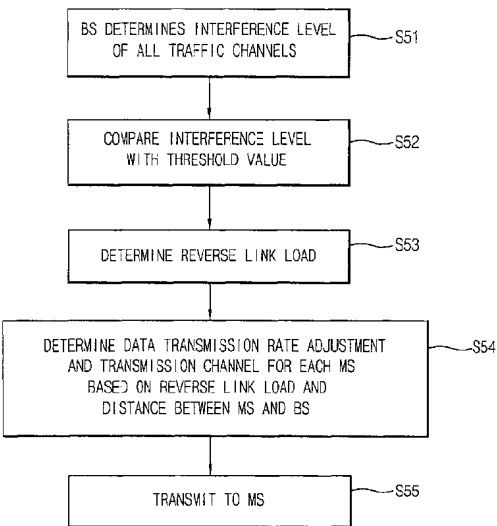 BS DETERMINES INTERFERENCE LEVEL
OF ALL TRAFFIC CHANNELS
S51
COMPARE INTERFERENCE LEVEL
WITH THRESHOLD VALUE
S52
DETERMINE REVERSE LINK LOAD
S53
DETERMINE DATA TRANSMISSION RATE ADJUSTMENT
AND TRANSMISSION CHANNEL FOR EACH MS
BASED ON REVERSE LINK LOAD AND
DISTANCE BETWEEN MS AND BS
S54
TRANSMIT TO MS
S55